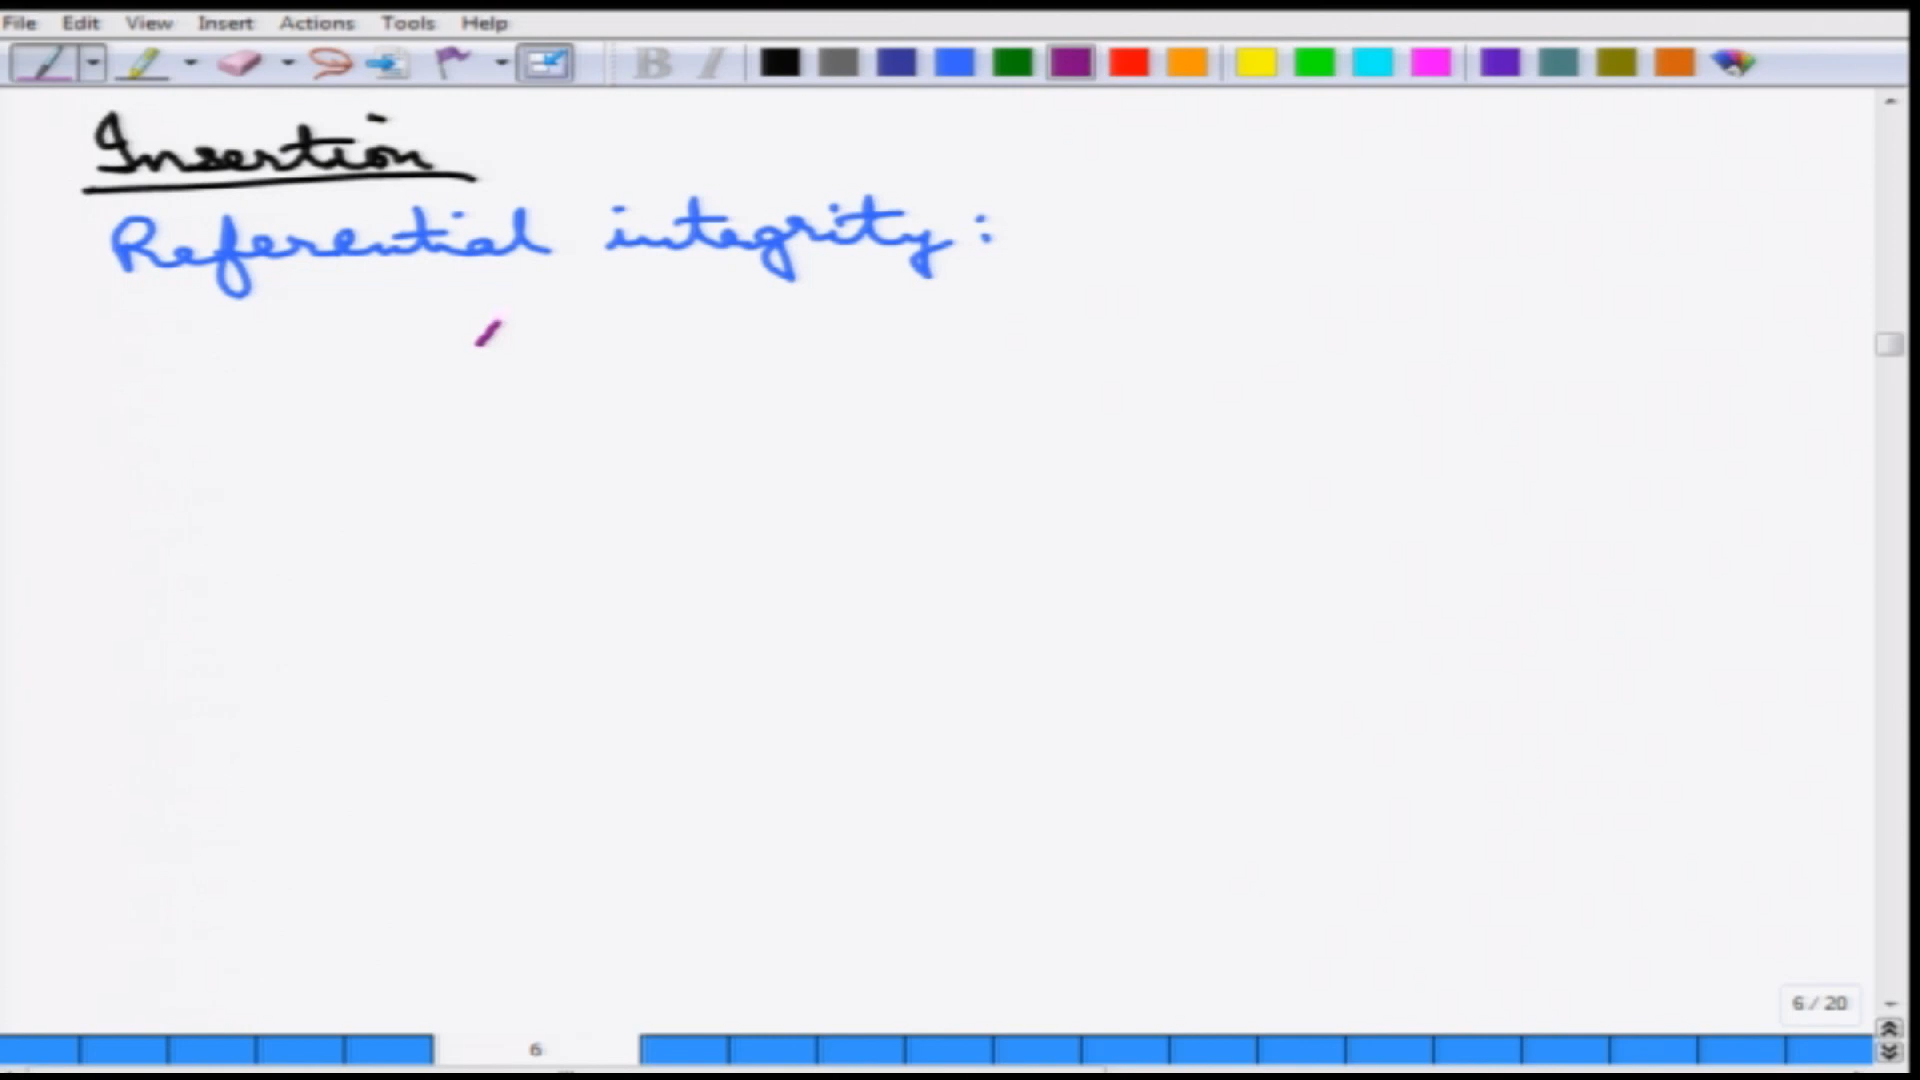 File Edit View Insert Actions Tools Help
B I
Insertion
Referential integrity:
6 / 20
6